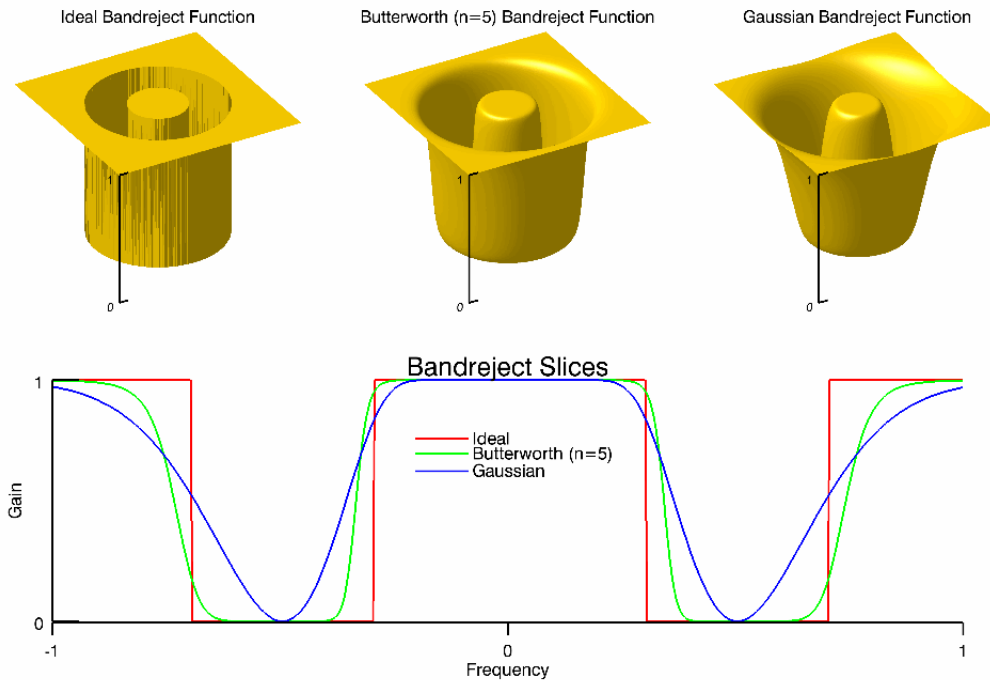 Ideal Bandreject Function
Butterworth (n=5) Bandreject Function
Gaussian Bandreject Function
1
0
1
0
1
0
Bandreject Slices
1
0
Gain
Ideal
Butterworth (n=5)
Gaussian
-1
0
1
Frequency